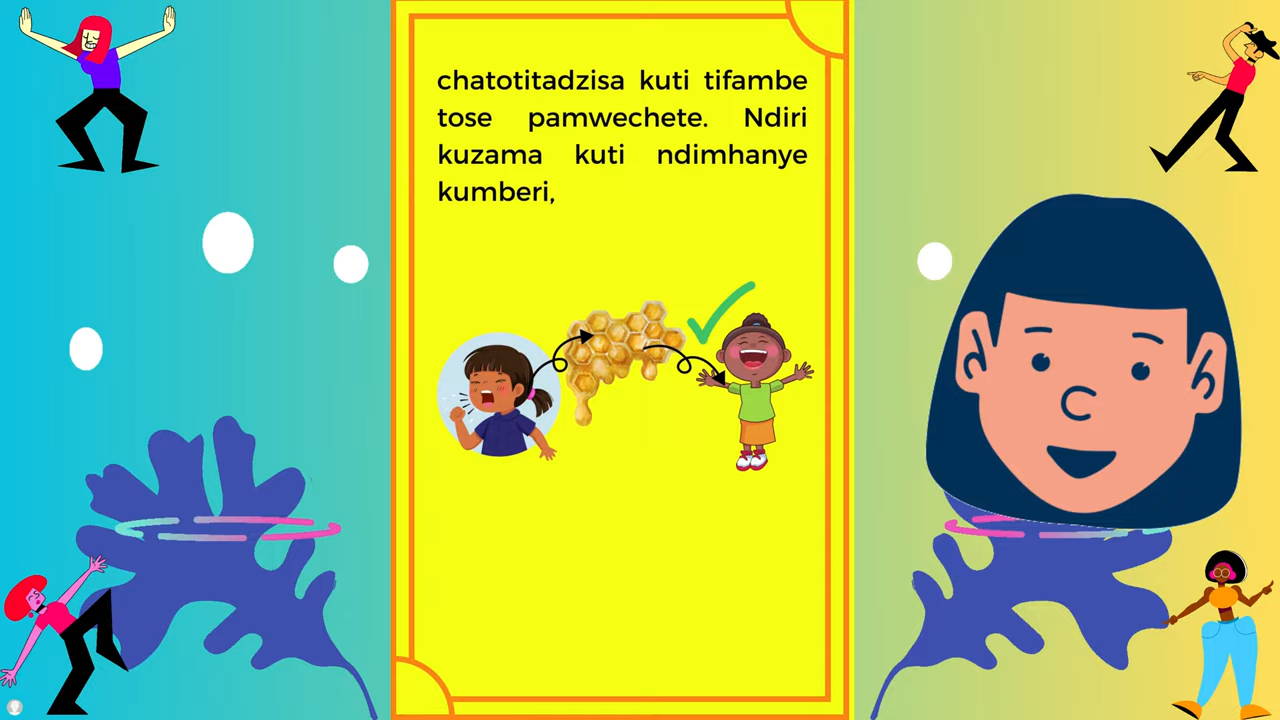 chatotitadzisa kuti tifambe
tose pamwechete. Ndiri
kuzama kuti ndimhanye
kumberi,